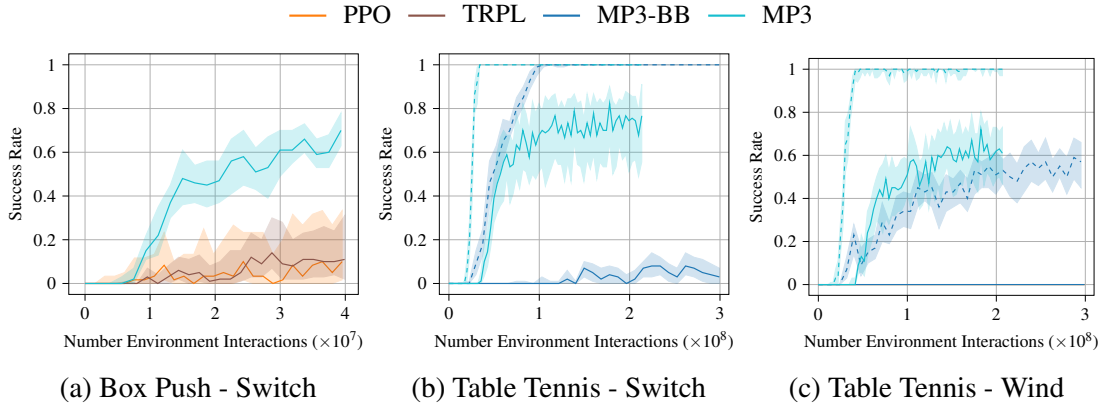 PPO TRPL MP3-BB MP3
Success Rate
1
0.8
0.6
0.4
0.2
0
0 1 2 3 4
Number Environment Interactions (×10⁷)
(a) Box Push - Switch
Success Rate
1
0.8
0.6
0.4
0.2
0
0 1 2 3
Number Environment Interactions (×10⁸)
(b) Table Tennis - Switch
Success Rate
1
0.8
0.6
0.4
0.2
0
0 1 2 3
Number Environment Interactions (×10⁸)
(c) Table Tennis - Wind